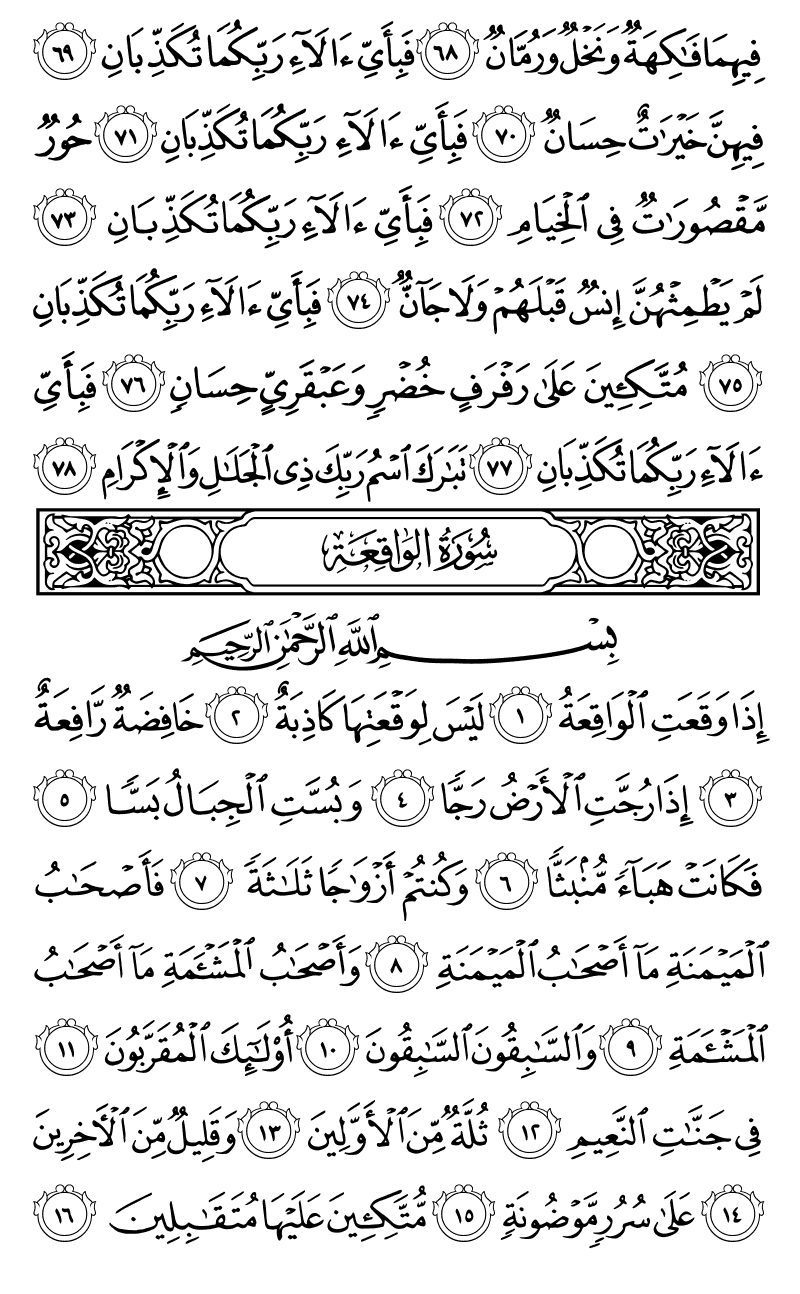 فِيهِمَا فَٰكِهَةٌ وَنَخْلٌ وَرُمَّانٌ ٦٨ فَبِأَيِّ ءَالَآءِ رَبِّكُمَا تُكَذِّبَانِ ٦٩
فِيهِنَّ خَيْرَٰتٌ حِسَانٌ ٧٠ فَبِأَيِّ ءَالَآءِ رَبِّكُمَا تُكَذِّبَانِ ٧١ حُورٌ
مَّقْصُورَٰتٌ فِى ٱلْخِيَامِ ٧٢ فَبِأَيِّ ءَالَآءِ رَبِّكُمَا تُكَذِّبَانِ ٧٣
لَمْ يَطْمِثْهُنَّ إِنسٌ قَبْلَهُمْ وَلَا جَآنٌّ ٧٤ فَبِأَيِّ ءَالَآءِ رَبِّكُمَا تُكَذِّبَانِ
٧٥ مُتَّكِـِٔينَ عَلَىٰ رَفْرَفٍ خُضْرٍ وَعَبْقَرِيٍّ حِسَانٍ ٧٦ فَبِأَيِّ
ءَالَآءِ رَبِّكُمَا تُكَذِّبَانِ ٧٧ تَبَٰرَكَ ٱسْمُ رَبِّكَ ذِى ٱلْجَلَٰلِ وَٱلْإِكْرَامِ ٧٨
سُورَةُ الوَاقِعَةِ
بِسْمِ ٱللَّهِ ٱلرَّحْمَٰنِ ٱلرَّحِيمِ
إِذَا وَقَعَتِ ٱلْوَاقِعَةُ ١ لَيْسَ لِوَقْعَتِهَا كَاذِبَةٌ ٢ خَافِضَةٌ رَّافِعَةٌ
٣ إِذَا رُجَّتِ ٱلْأَرْضُ رَجًّا ٤ وَبُسَّتِ ٱلْجِبَالُ بَسًّا ٥
فَكَانَتْ هَبَآءً مُّنۢبَثًّا ٦ وَكُنتُمْ أَزْوَٰجًا ثَلَٰثَةً ٧ فَأَصْحَٰبُ
ٱلْمَيْمَنَةِ مَآ أَصْحَٰبُ ٱلْمَيْمَنَةِ ٨ وَأَصْحَٰبُ ٱلْمَشْـَٔمَةِ مَآ أَصْحَٰبُ
ٱلْمَشْـَٔمَةِ ٩ وَٱلسَّٰبِقُونَ ٱلسَّٰبِقُونَ ١٠ أُوْلَٰٓئِكَ ٱلْمُقَرَّبُونَ ١١
فِى جَنَّٰتِ ٱلنَّعِيمِ ١٢ ثُلَّةٌ مِّنَ ٱلْأَوَّلِينَ ١٣ وَقَلِيلٌ مِّنَ ٱلْءَاخِرِينَ
١٤ عَلَىٰ سُرُرٍ مَّوْضُونَةٍ ١٥ مُّتَّكِـِٔينَ عَلَيْهَا مُتَقَٰبِلِينَ ١٦